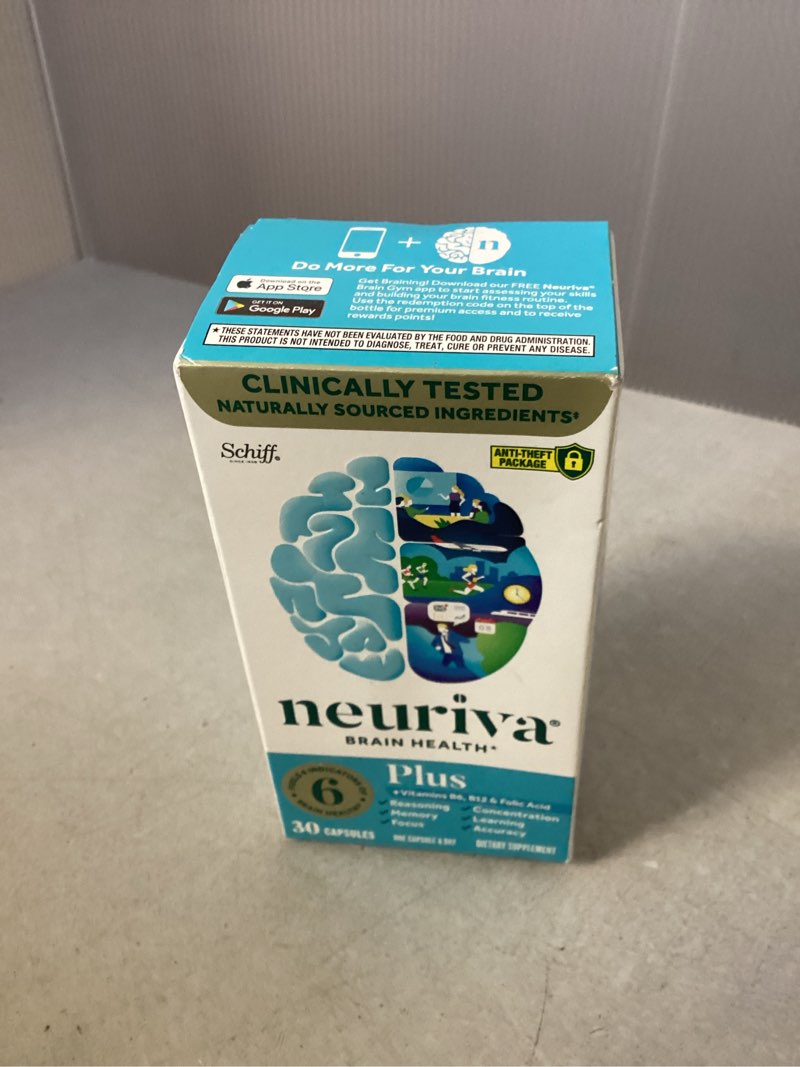 n
Do More For Your Brain
Download on the
App Store
GET IT ON
Google Play
Get Braining! Download our FREE Neuriva®
Brain Gym app to start assessing your skills
and building your brain fitness routine.
Use the redemption code on the top of the
bottle for premium access and to receive
rewards points!
* THESE STATEMENTS HAVE NOT BEEN EVALUATED BY THE FOOD AND DRUG ADMINISTRATION.
THIS PRODUCT IS NOT INTENDED TO DIAGNOSE, TREAT, CURE OR PREVENT ANY DISEASE.
CLINICALLY TESTED
NATURALLY SOURCED INGREDIENTS‡
Schiff®
ANTI-THEFT
PACKAGE
neuriva®
BRAIN HEALTH*
Plus
+Vitamins B6, B12 & Folic Acid
6
INDICATORS OF
BRAIN HEALTH
Reasoning
Memory
Focus
Concentration
Learning
Accuracy
30 CAPSULES
ONE CAPSULE A DAY
DIETARY SUPPLEMENT